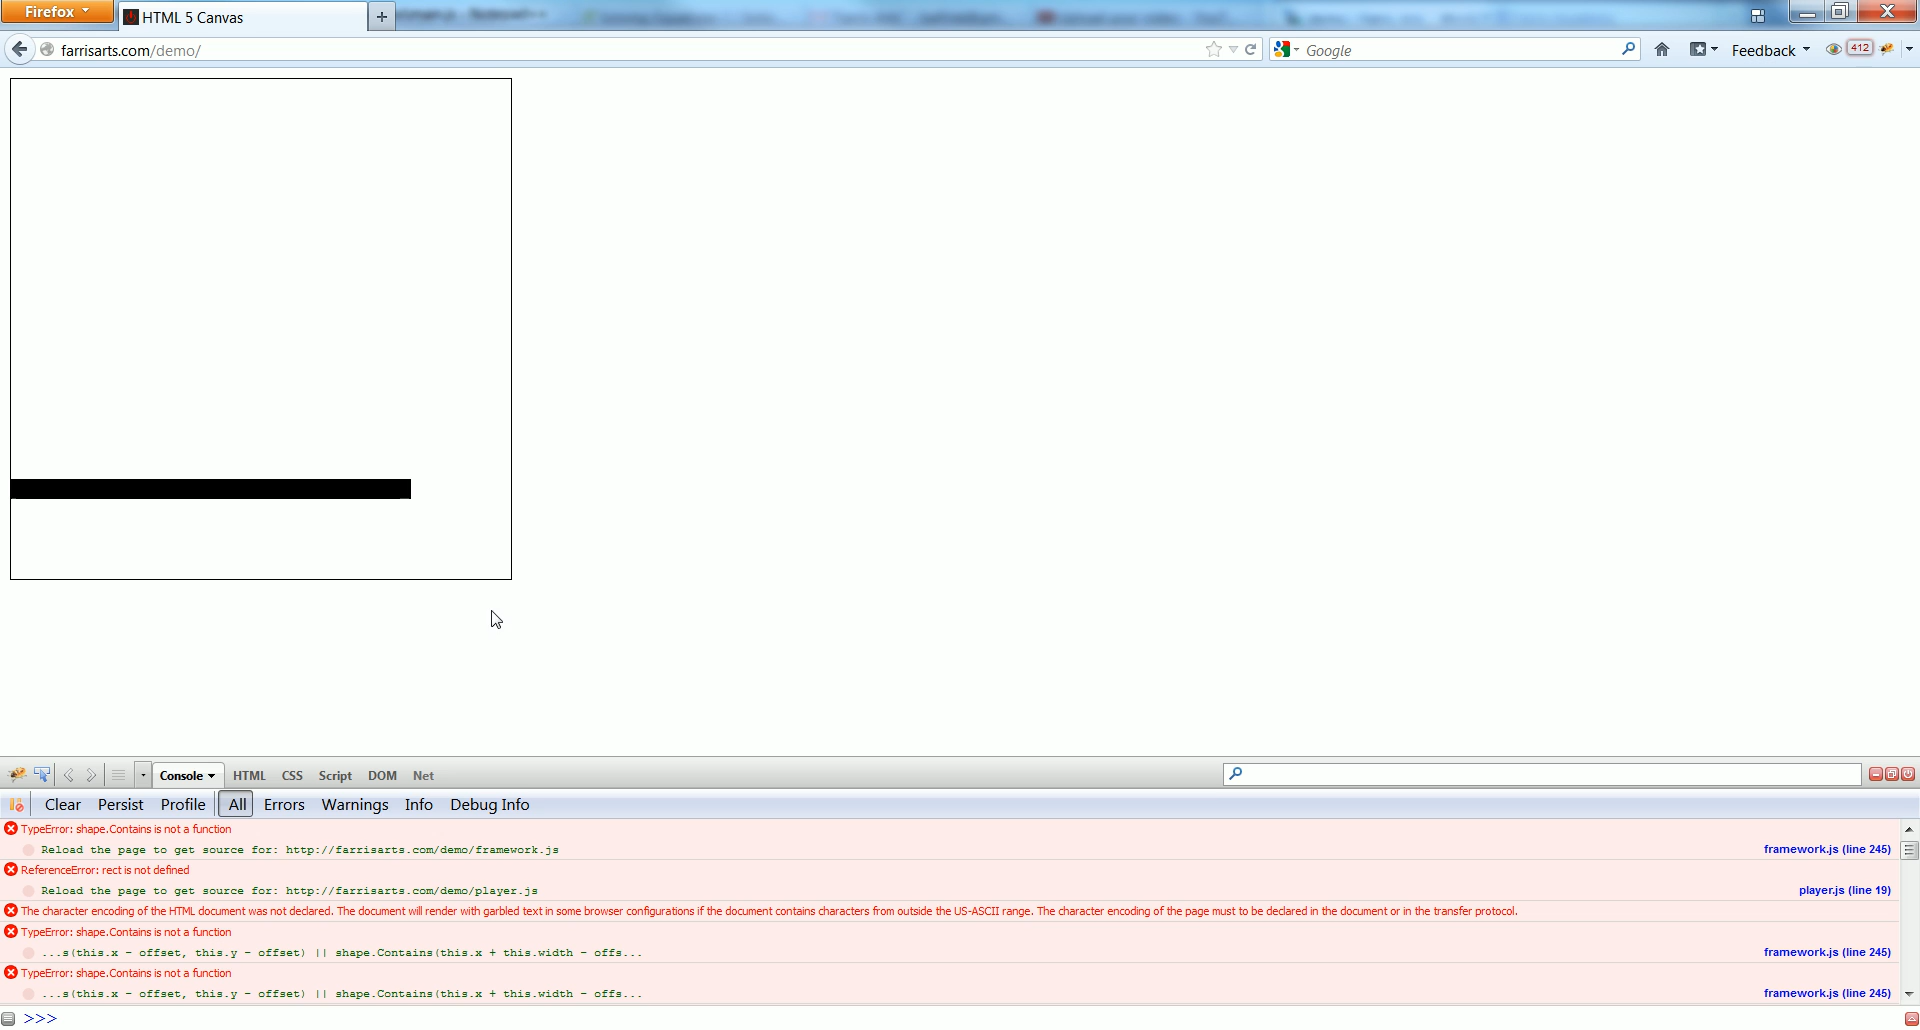 Firefox
HTML 5 Canvas
farrisarts.com/demo/
Google
Feedback
412
Console HTML CSS Script DOM Net
Clear Persist Profile All Errors Warnings Info Debug Info
TypeError: shape.Contains is not a function
Reload the page to get source for: http://farrisarts.com/demo/framework.js framework.js (line 245)
ReferenceError: rect is not defined
Reload the page to get source for: http://farrisarts.com/demo/player.js player.js (line 19)
The character encoding of the HTML document was not declared. The document will render with garbled text in some browser configurations if the document contains characters from outside the US-ASCII range. The character encoding of the page must to be declared in the document or in the transfer protocol.
TypeError: shape.Contains is not a function
...s(this.x - offset, this.y - offset) || shape.Contains(this.x + this.width - offs... framework.js (line 245)
TypeError: shape.Contains is not a function
...s(this.x - offset, this.y - offset) || shape.Contains(this.x + this.width - offs... framework.js (line 245)
>>>